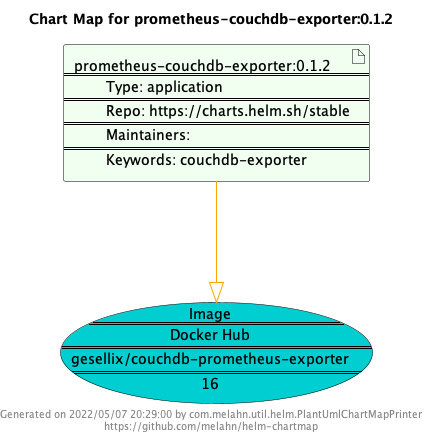 Chart Map for prometheus-couchdb-exporter:0.1.2
prometheus-couchdb-exporter:0.1.2
Type: application
Repo: https://charts.helm.sh/stable
Maintainers:
Keywords: couchdb-exporter
Image
Docker Hub
gesellix/couchdb-prometheus-exporter
16
Generated on 2022/05/07 20:29:00 by com.melahn.util.helm.PlantUmlChartMapPrinter
https://github.com/melahn/helm-chartmap